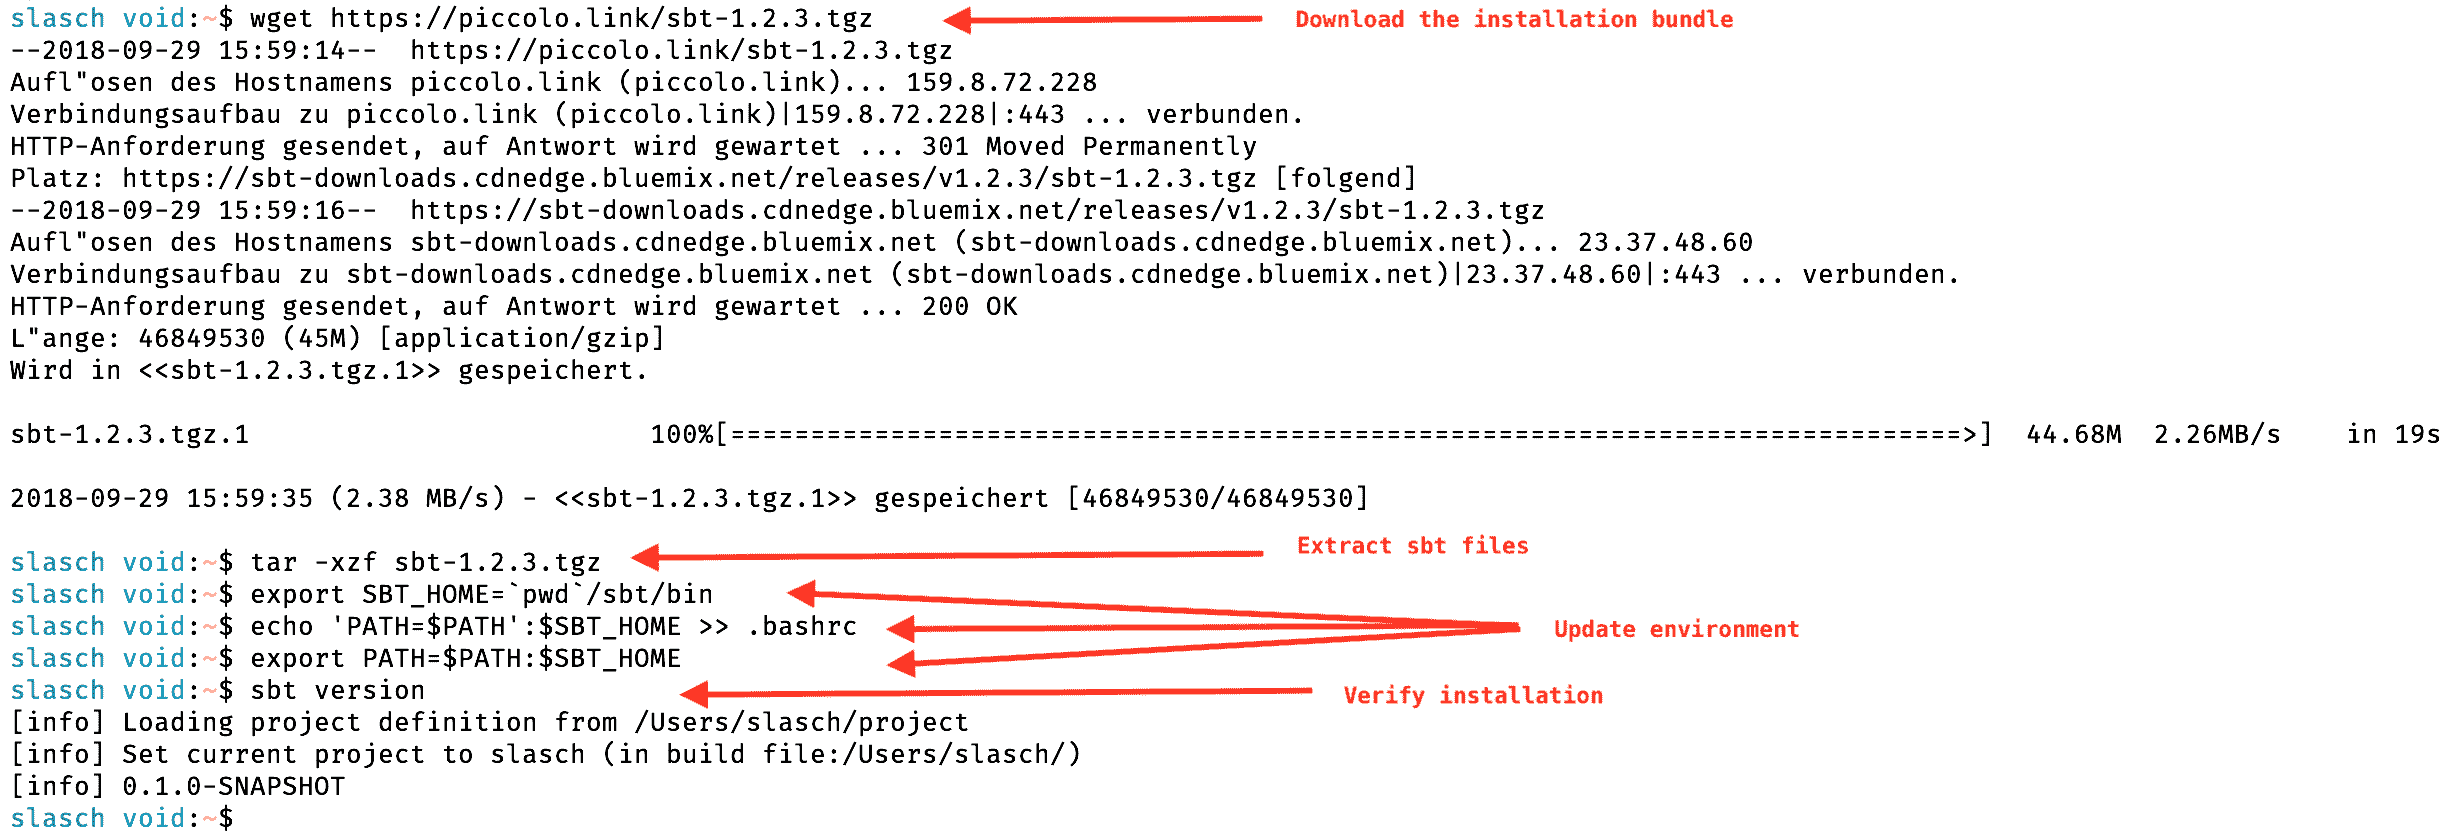 slasch void:~$ wget https://piccolo.link/sbt-1.2.3.tgz Download the installation bundle
--2018-09-29 15:59:14--  https://piccolo.link/sbt-1.2.3.tgz
Aufl"osen des Hostnamens piccolo.link (piccolo.link)... 159.8.72.228
Verbindungsaufbau zu piccolo.link (piccolo.link)|159.8.72.228|:443 ... verbunden.
HTTP-Anforderung gesendet, auf Antwort wird gewartet ... 301 Moved Permanently
Platz: https://sbt-downloads.cdnedge.bluemix.net/releases/v1.2.3/sbt-1.2.3.tgz [folgend]
--2018-09-29 15:59:16--  https://sbt-downloads.cdnedge.bluemix.net/releases/v1.2.3/sbt-1.2.3.tgz
Aufl"osen des Hostnamens sbt-downloads.cdnedge.bluemix.net (sbt-downloads.cdnedge.bluemix.net)... 23.37.48.60
Verbindungsaufbau zu sbt-downloads.cdnedge.bluemix.net (sbt-downloads.cdnedge.bluemix.net)|23.37.48.60|:443 ... verbunden.
HTTP-Anforderung gesendet, auf Antwort wird gewartet ... 200 OK
L"ange: 46849530 (45M) [application/gzip]
Wird in <<sbt-1.2.3.tgz.1>> gespeichert.
sbt-1.2.3.tgz.1 100%[=============================================================================>] 44.68M 2.26MB/s in 19s
2018-09-29 15:59:35 (2.38 MB/s) - <<sbt-1.2.3.tgz.1>> gespeichert [46849530/46849530]
slasch void:~$ tar -xzf sbt-1.2.3.tgz Extract sbt files
slasch void:~$ export SBT_HOME=`pwd`/sbt/bin
slasch void:~$ echo 'PATH=$PATH':$SBT_HOME >> .bashrc Update environment
slasch void:~$ export PATH=$PATH:$SBT_HOME
slasch void:~$ sbt version Verify installation
[info] Loading project definition from /Users/slasch/project
[info] Set current project to slasch (in build file:/Users/slasch/)
[info] 0.1.0-SNAPSHOT
slasch void:~$